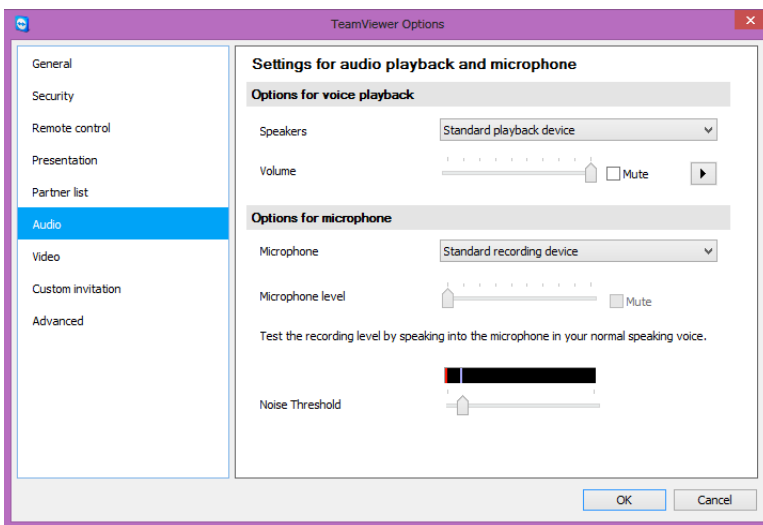 TeamViewer Options
General
Security
Remote control
Presentation
Partner list
Audio
Video
Custom invitation
Advanced
Settings for audio playback and microphone
Options for voice playback
Speakers Standard playback device
Volume Mute
Options for microphone
Microphone Standard recording device
Microphone level Mute
Test the recording level by speaking into the microphone in your normal speaking voice.
Noise Threshold
OK Cancel